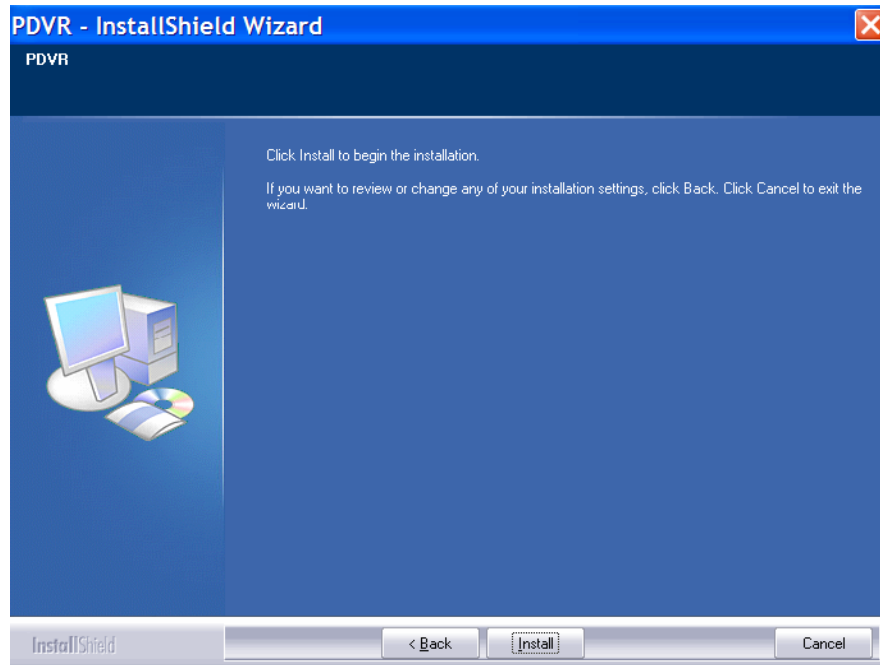 PDVR - InstallShield Wizard
PDVR
Click Install to begin the installation.
If you want to review or change any of your installation settings, click Back. Click Cancel to exit the
wizard.
InstallShield
< Back
Install
Cancel